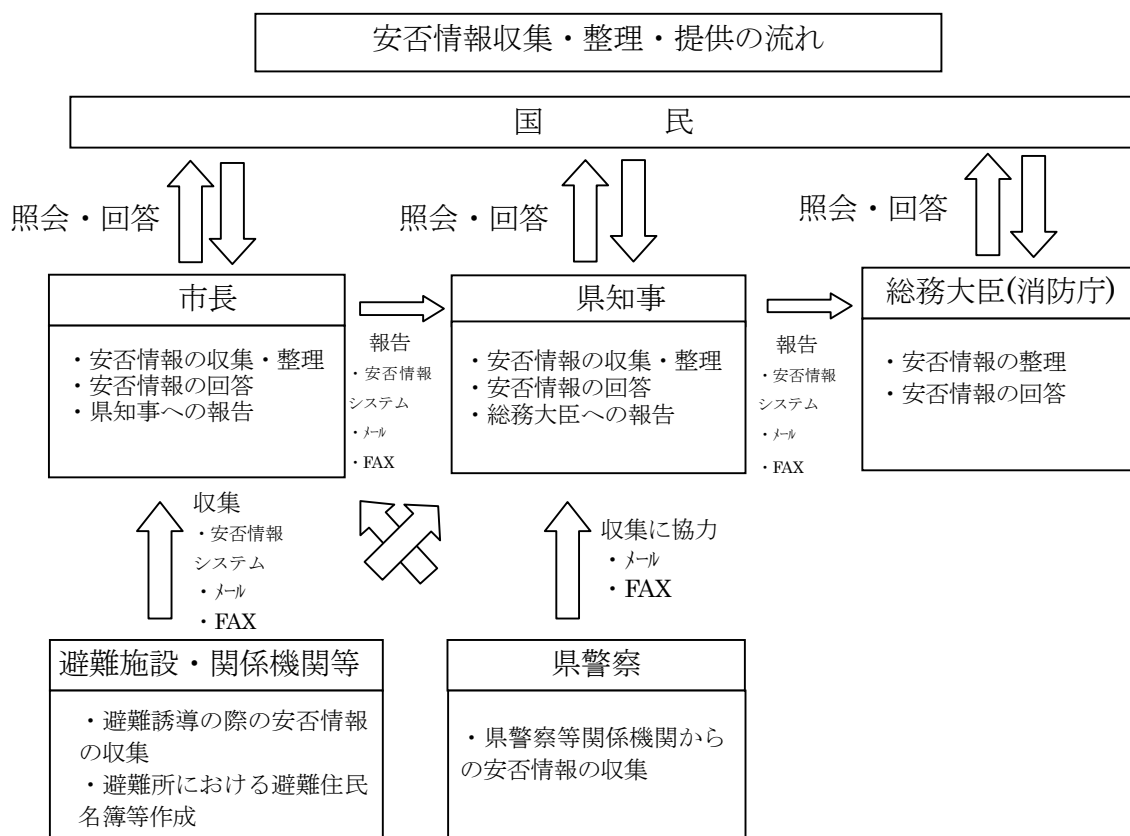 安否情報収集・整理・提供の流れ
国 民
照会・回答
照会・回答
照会・回答
市長
・安否情報の収集・整理
・安否情報の回答
・県知事への報告
報告
・安否情報
システム
・メール
・FAX
県知事
・安否情報の収集・整理
・安否情報の回答
・総務大臣への報告
報告
・安否情報
システム
・メール
・FAX
総務大臣(消防庁)
・安否情報の整理
・安否情報の回答
収集
・安否情報
システム
・メール
・FAX
収集に協力
・メール
・FAX
避難施設・関係機関等
・避難誘導の際の安否情報
の収集
・避難所における避難住民
名簿等作成
県警察
・県警察等関係機関から
の安否情報の収集